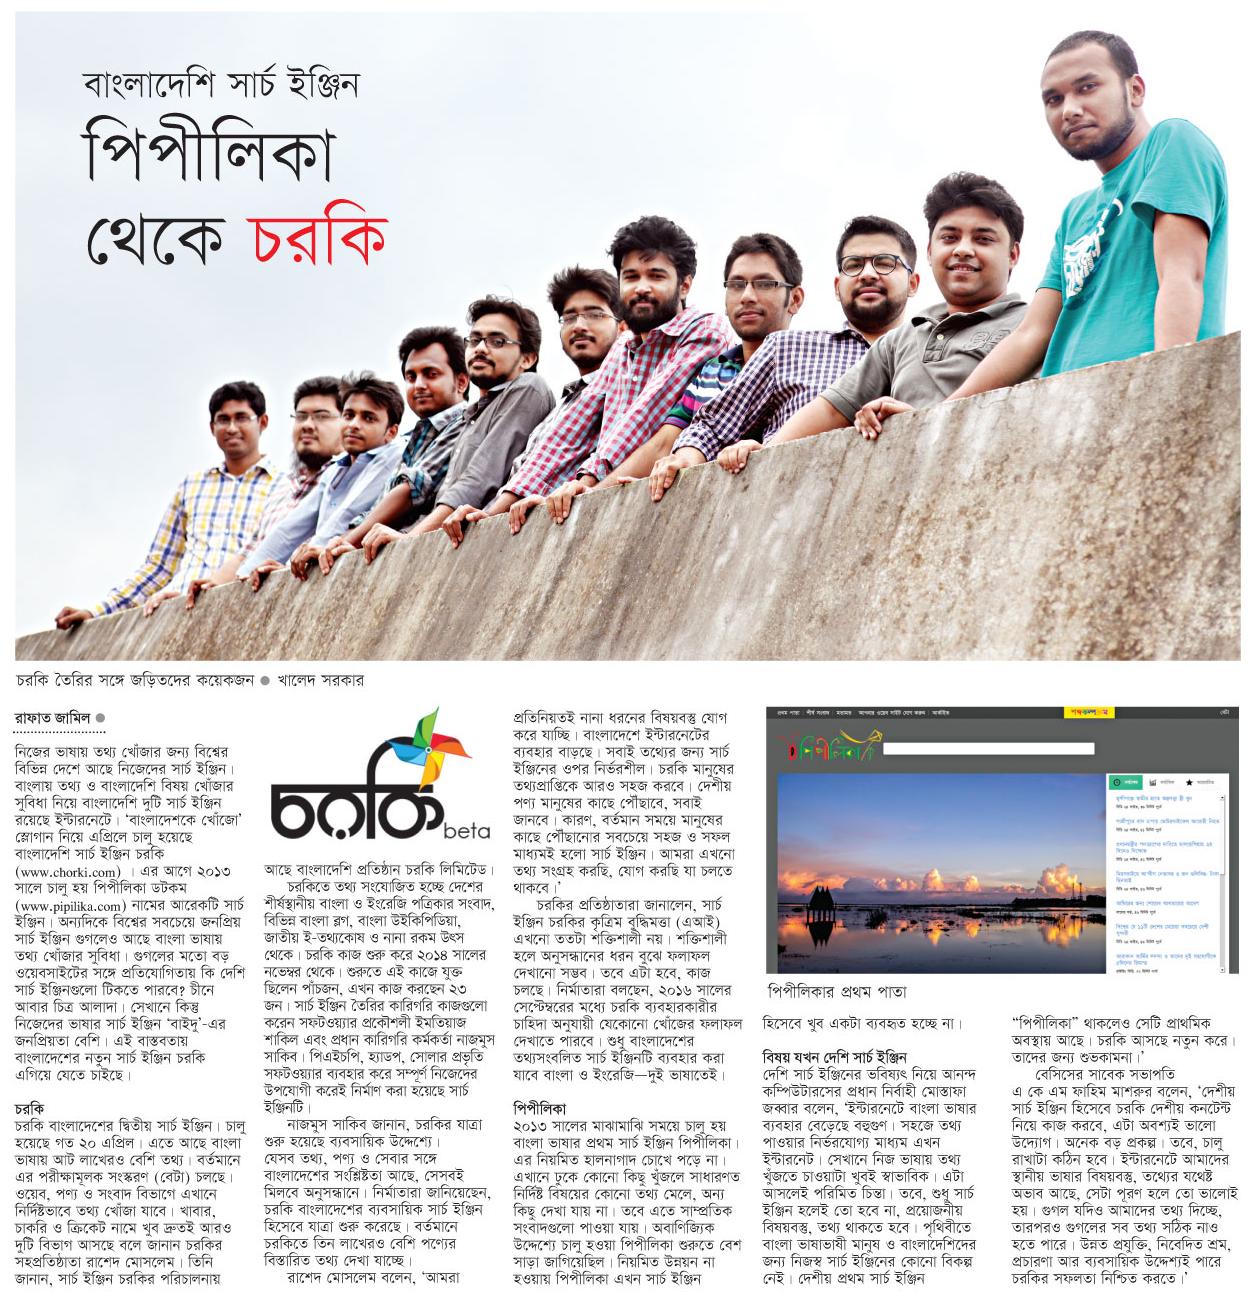 বাংলাদেশি সার্চ ইঞ্জিন
পিপীলিকা
থেকে চরকি
চরকি তৈরির সঙ্গে জড়িতদের কয়েকজন ● খালেদ সরকার
রাফাত জামিল ●
নিজের ভাষায় তথ্য খোঁজার জন্য বিশ্বের
বিভিন্ন দেশে আছে নিজেদের সার্চ ইঞ্জিন।
বাংলায় তথ্য ও বাংলাদেশি বিষয় খোঁজার
সুবিধা নিয়ে বাংলাদেশি দুটি সার্চ ইঞ্জিন
রয়েছে ইন্টারনেটে। ‘বাংলাদেশকে খোঁজো’
স্লোগান নিয়ে এপ্রিলে চালু হয়েছে
বাংলাদেশি সার্চ ইঞ্জিন চরকি
(www.chorki.com) । এর আগে ২০১৩
সালে চালু হয় পিপীলিকা ডটকম
(www.pipilika.com) নামের আরেকটি সার্চ
ইঞ্জিন। অন্যদিকে বিশ্বের সবচেয়ে জনপ্রিয়
সার্চ ইঞ্জিন গুগলেও আছে বাংলা ভাষায়
তথ্য খোঁজার সুবিধা। গুগলের মতো বড়
ওয়েবসাইটের সঙ্গে প্রতিযোগিতায় কি দেশি
সার্চ ইঞ্জিনগুলো টিকতে পারবে? চীনে
আবার চিত্র আলাদা। সেখানে কিন্তু
নিজেদের ভাষার সার্চ ইঞ্জিন ‘বাইদু’-এর
জনপ্রিয়তা বেশি। এই বাস্তবতায়
বাংলাদেশের নতুন সার্চ ইঞ্জিন চরকি
এগিয়ে যেতে চাইছে।
চরকি
চরকি বাংলাদেশের দ্বিতীয় সার্চ ইঞ্জিন। চালু
হয়েছে গত ২০ এপ্রিল। এতে আছে বাংলা
ভাষায় আট লাখেরও বেশি তথ্য। বর্তমানে
এর পরীক্ষামূলক সংস্করণ (বেটা) চলছে।
ওয়েব, পণ্য ও সংবাদ বিভাগে এখানে
নির্দিষ্টভাবে তথ্য খোঁজা যাবে। খাবার,
চাকরি ও ক্রিকেট নামে খুব দ্রুতই আরও
দুটি বিভাগ আসছে বলে জানান চরকির
সহপ্রতিষ্ঠাতা রাশেদ মোসলেম। তিনি
জানান, সার্চ ইঞ্জিন চরকির পরিচালনায়
চরকি beta
আছে বাংলাদেশি প্রতিষ্ঠান চরকি লিমিটেড।
চরকিতে তথ্য সংযোজিত হচ্ছে দেশের
শীর্ষস্থানীয় বাংলা ও ইংরেজি পত্রিকার সংবাদ,
বিভিন্ন বাংলা ব্লগ, বাংলা উইকিপিডিয়া,
জাতীয় ই-তথ্যকোষ ও নানা রকম উৎস
থেকে। চরকি কাজ শুরু করে ২০১৪ সালের
নভেম্বর থেকে। শুরুতে এই কাজে যুক্ত
ছিলেন পাঁচজন, এখন কাজ করছেন ২৩
জন। সার্চ ইঞ্জিন তৈরির কারিগরি কাজগুলো
করেন সফটওয়্যার প্রকৌশলী ইমতিয়াজ
শাকিল এবং প্রধান কারিগরি কর্মকর্তা নাজমুস
সাকিব। পিএইচপি, হ্যাডপ, সোলার প্রভৃতি
সফটওয়্যার ব্যবহার করে সম্পূর্ণ নিজেদের
উপযোগী করেই নির্মাণ করা হয়েছে সার্চ
ইঞ্জিনটি।
নাজমুস সাকিব জানান, চরকির যাত্রা
শুরু হয়েছে ব্যবসায়িক উদ্দেশ্যে।
যেসব তথ্য, পণ্য ও সেবার সঙ্গে
বাংলাদেশের সংশ্লিষ্টতা আছে, সেসবই
মিলবে অনুসন্ধানে। নির্মাতারা জানিয়েছেন,
চরকি বাংলাদেশের ব্যবসায়িক সার্চ ইঞ্জিন
হিসেবে যাত্রা শুরু করেছে। বর্তমানে
চরকিতে তিন লাখেরও বেশি পণ্যের
বিস্তারিত তথ্য দেখা যাচ্ছে।
রাশেদ মোসলেম বলেন, ‘আমরা
প্রতিনিয়তই নানা ধরনের বিষয়বস্তু যোগ
করে যাচ্ছি। বাংলাদেশে ইন্টারনেটের
ব্যবহার বাড়ছে। সবাই তথ্যের জন্য সার্চ
ইঞ্জিনের ওপর নির্ভরশীল। চরকি মানুষের
তথ্যপ্রাপ্তিকে আরও সহজ করবে। দেশীয়
পণ্য মানুষের কাছে পৌঁছাবে, সবাই
জানবে। কারণ, বর্তমান সময়ে মানুষের
কাছে পৌঁছানোর সবচেয়ে সহজ ও সফল
মাধ্যমই হলো সার্চ ইঞ্জিন। আমরা এখনো
তথ্য সংগ্রহ করছি, যোগ করছি যা চলতে
থাকবে।’
চরকির প্রতিষ্ঠাতারা জানালেন, সার্চ
ইঞ্জিন চরকির কৃত্রিম বুদ্ধিমত্তা (এআই)
এখনো ততটা শক্তিশালী নয়। শক্তিশালী
হলে অনুসন্ধানের ধরন বুঝে ফলাফল
দেখানো সম্ভব। তবে এটা হবে, কাজ
চলছে। নির্মাতারা বলছেন, ২০১৬ সালের
সেপ্টেম্বরের মধ্যে চরকি ব্যবহারকারীর
চাহিদা অনুযায়ী যেকোনো খোঁজের ফলাফল
দেখাতে পারবে। শুধু বাংলাদেশের
তথ্যসংবলিত সার্চ ইঞ্জিনটি ব্যবহার করা
যাবে বাংলা ও ইংরেজি—দুই ভাষাতেই।
পিপীলিকা
২০১৩ সালের মাঝামাঝি সময়ে চালু হয়
বাংলা ভাষার প্রথম সার্চ ইঞ্জিন পিপীলিকা।
এর নিয়মিত হালনাগাদ চোখে পড়ে না।
এখানে ঢুকে কোনো কিছু খুঁজলে সাধারণত
নির্দিষ্ট বিষয়ের কোনো তথ্য মেলে, অন্য
কিছু দেখা যায় না। তবে এতে সাম্প্রতিক
সংবাদগুলো পাওয়া যায়। অবাণিজ্যিক
উদ্দেশ্যে চালু হওয়া পিপীলিকা শুরুতে বেশ
সাড়া জাগিয়েছিল। নিয়মিত উন্নয়ন না
হওয়ায় পিপীলিকা এখন সার্চ ইঞ্জিন
পিপীলিকা
পিপীলিকার প্রথম পাতা
হিসেবে খুব একটা ব্যবহৃত হচ্ছে না।
বিষয় যখন দেশি সার্চ ইঞ্জিন
দেশি সার্চ ইঞ্জিনের ভবিষ্যৎ নিয়ে আনন্দ
কম্পিউটারসের প্রধান নির্বাহী মোস্তাফা
জব্বার বলেন, ‘ইন্টারনেটে বাংলা ভাষার
ব্যবহার বেড়েছে বহুগুণ। সহজে তথ্য
পাওয়ার নির্ভরযোগ্য মাধ্যম এখন
ইন্টারনেট। সেখানে নিজ ভাষায় তথ্য
খুঁজতে চাওয়াটা খুবই স্বাভাবিক। এটা
আসলেই পরিমিত চিন্তা। তবে, শুধু সার্চ
ইঞ্জিন হলেই তো হবে না, প্রয়োজনীয়
বিষয়বস্তু, তথ্য থাকতে হবে। পৃথিবীতে
বাংলা ভাষাভাষী মানুষ ও বাংলাদেশিদের
জন্য নিজস্ব সার্চ ইঞ্জিনের কোনো বিকল্প
নেই। দেশীয় প্রথম সার্চ ইঞ্জিন
“পিপীলিকা” থাকলেও সেটি প্রাথমিক
অবস্থায় আছে। চরকি আসছে নতুন করে।
তাদের জন্য শুভকামনা।’
বেসিসের সাবেক সভাপতি
এ কে এম ফাহিম মাশরুর বলেন, ‘দেশীয়
সার্চ ইঞ্জিন হিসেবে চরকি দেশীয় কনটেন্ট
নিয়ে কাজ করবে, এটা অবশ্যই ভালো
উদ্যোগ। অনেক বড় প্রকল্প। তবে, চালু
রাখাটা কঠিন হবে। ইন্টারনেটে আমাদের
স্থানীয় ভাষার বিষয়বস্তু, তথ্যের যথেষ্ট
অভাব আছে, সেটা পূরণ হলে তো ভালোই
হয়। গুগল যদিও আমাদের তথ্য দিচ্ছে,
তারপরও গুগলের সব তথ্য সঠিক নাও
হতে পারে। উন্নত প্রযুক্তি, নিবেদিত শ্রম,
প্রচারণা আর ব্যবসায়িক উদ্দেশ্যই পারে
চরকির সফলতা নিশ্চিত করতে।’